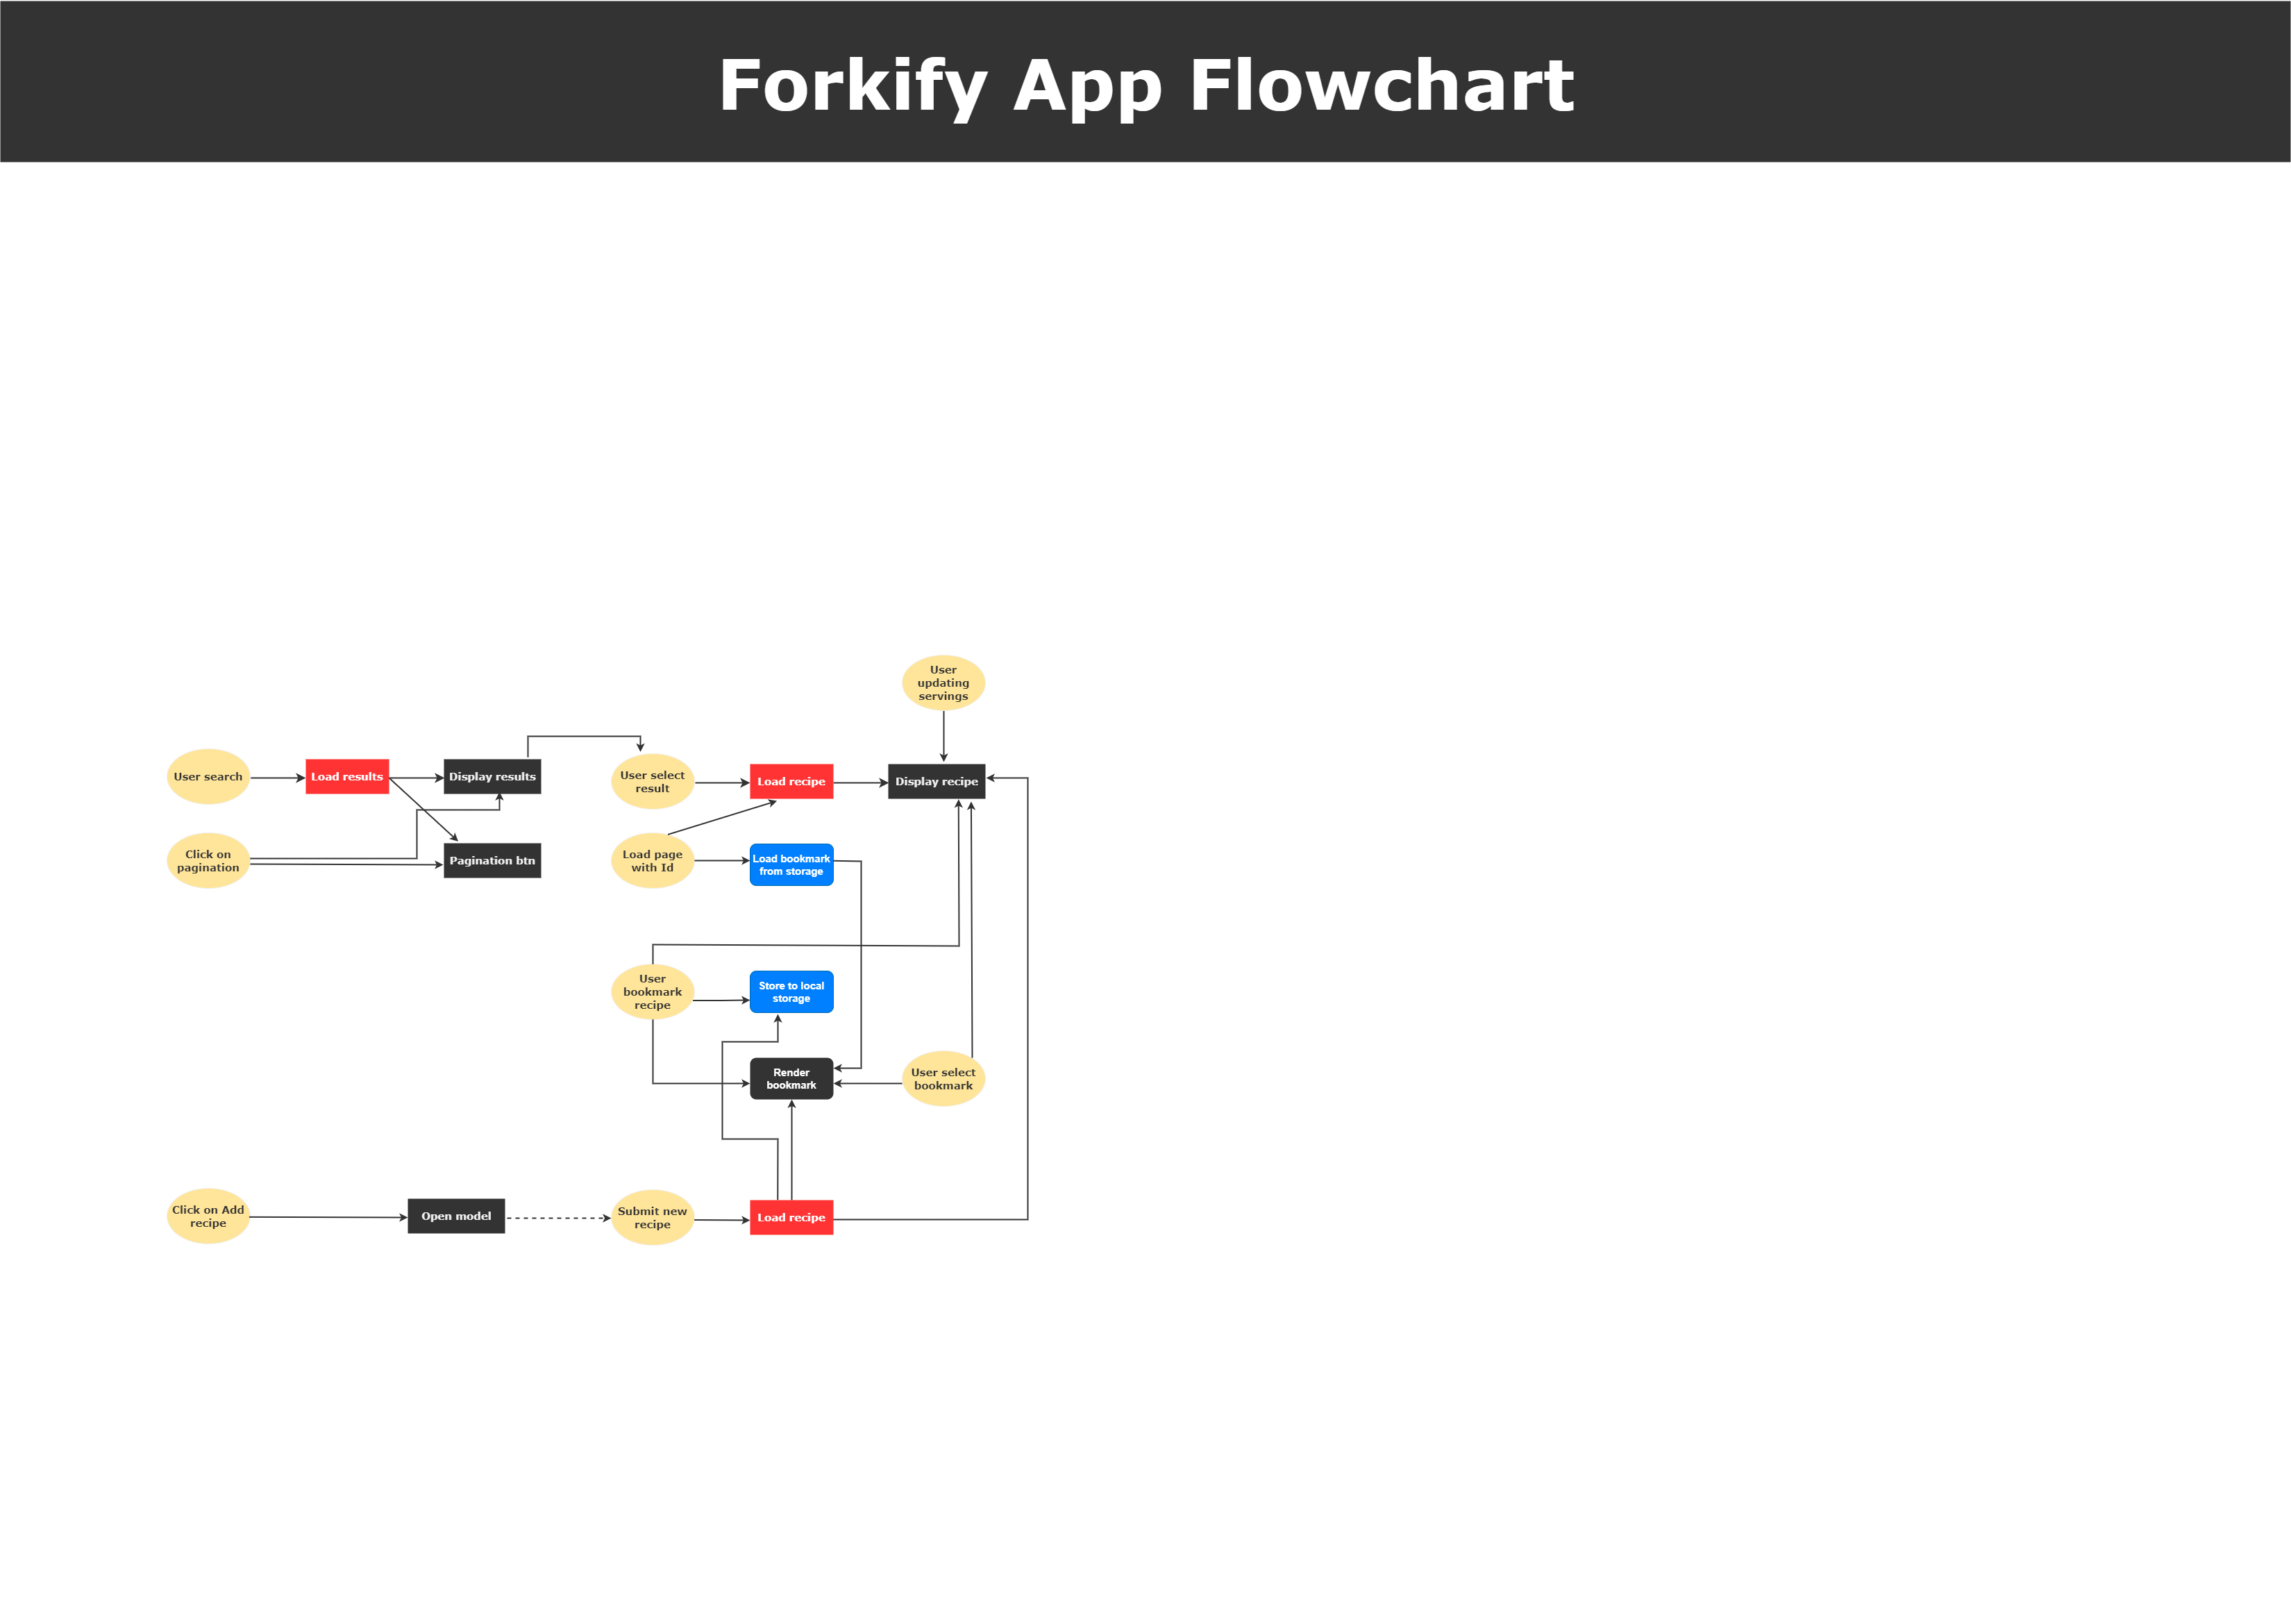 Forkify App Flowchart
User
updating
servings
User search
Load results
Display results
User select
result
Load recipe
Display recipe
Click on
pagination
Pagination btn
Load page
with Id
Load bookmark
from storage
User
bookmark
recipe
Store to local
storage
Render
bookmark
User select
bookmark
Click on Add
recipe
Open model
Submit new
recipe
Load recipe